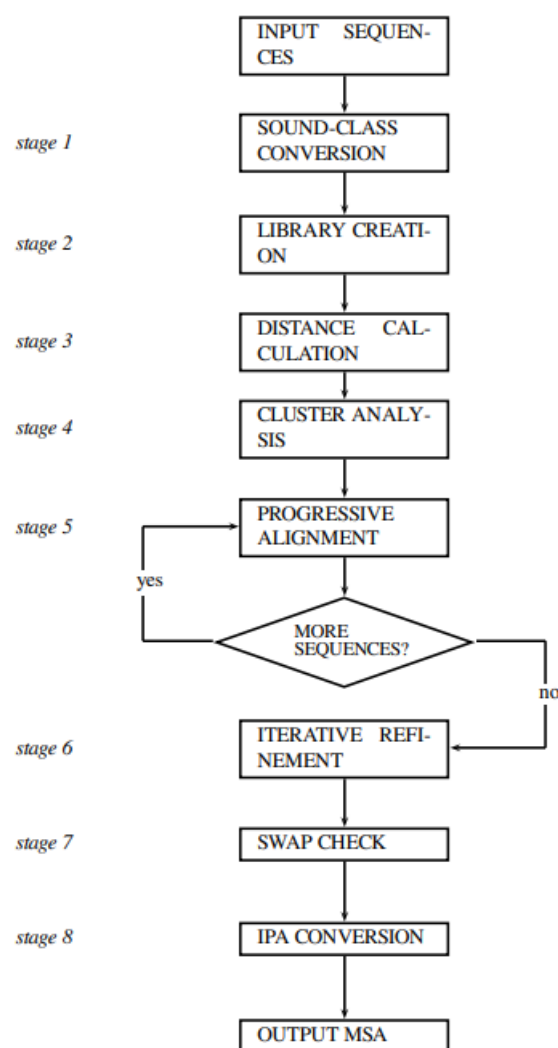 INPUT SEQUEN-
CES
stage 1
SOUND-CLASS
CONVERSION
stage 2
LIBRARY CREATI-
ON
stage 3
DISTANCE CAL-
CULATION
stage 4
CLUSTER ANALY-
SIS
stage 5
PROGRESSIVE
ALIGNMENT
yes
MORE
SEQUENCES?
no
stage 6
ITERATIVE REFI-
NEMENT
stage 7
SWAP CHECK
stage 8
IPA CONVERSION
OUTPUT MSA